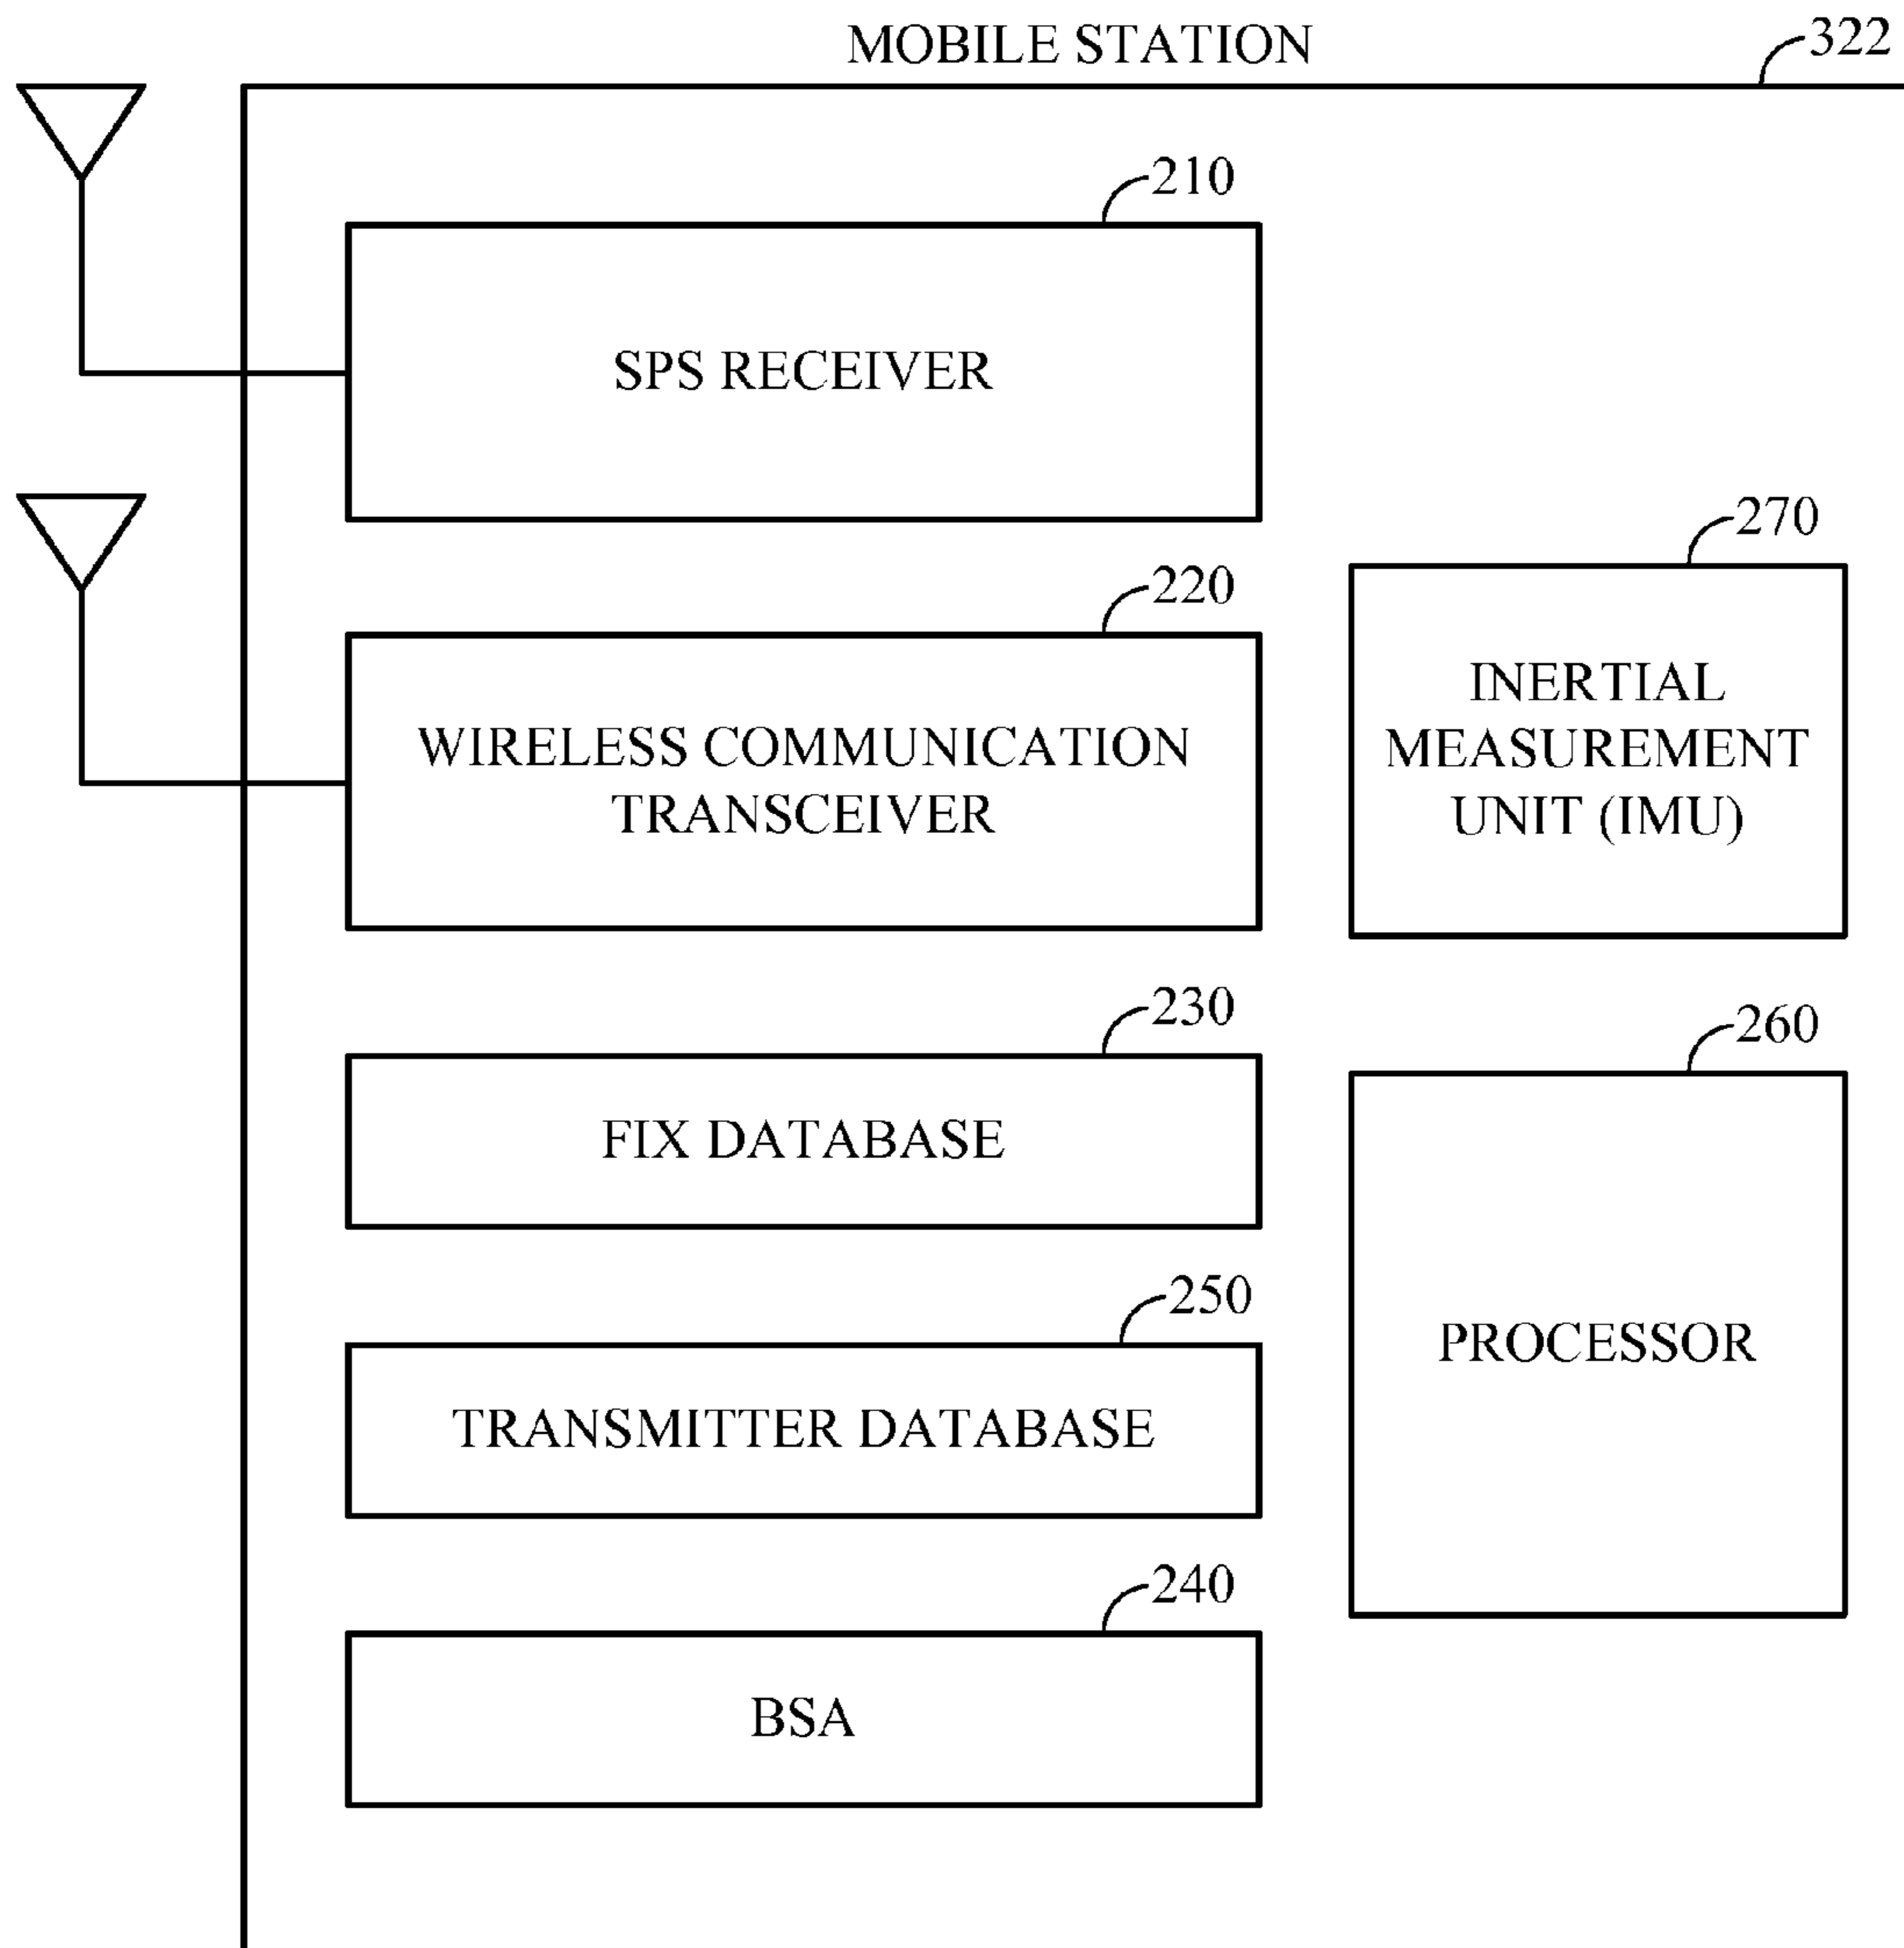 MOBILE STATION
322
210
SPS RECEIVER
220
WIRELESS COMMUNICATION
TRANSCEIVER
270
INERTIAL
MEASUREMENT
UNIT (IMU)
230
FIX DATABASE
260
PROCESSOR
250
TRANSMITTER DATABASE
240
BSA